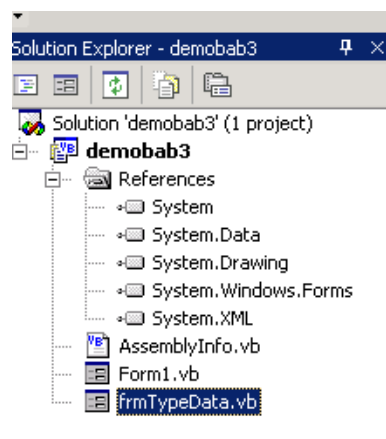 Solution Explorer - demobab3
Solution 'demobab3' (1 project)
demobab3
References
System
System.Data
System.Drawing
System.Windows.Forms
System.XML
AssemblyInfo.vb
Form1.vb
frmTypeData.vb